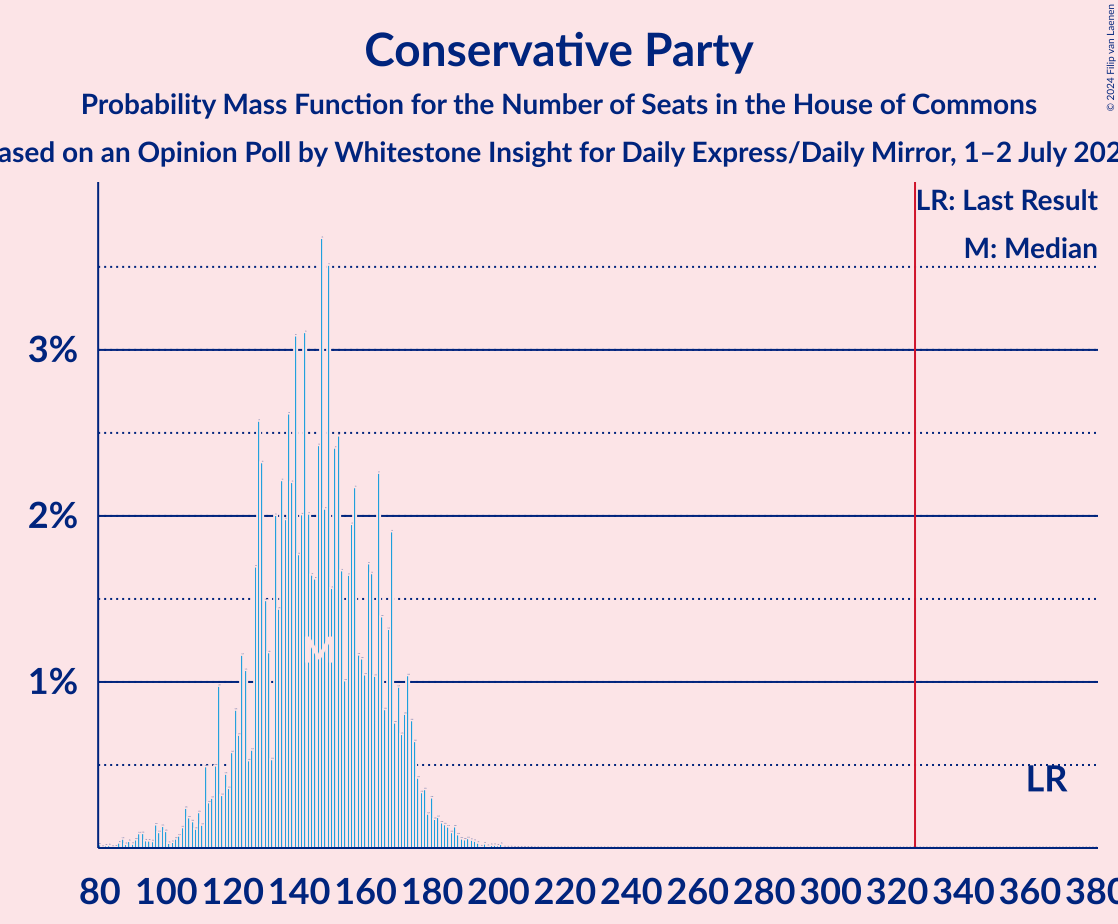 Conservative Party
Probability Mass Function for the Number of Seats in the House of Commons
ased on an Opinion Poll by Whitestone Insight for Daily Express/Daily Mirror, 1–2 July 202
© 2024 Filip van Laenen
LR: Last Result
M: Median
3%
2%
1%
M
LR
80 100 120 140 160 180 200 220 240 260 280 300 320 340 360 380